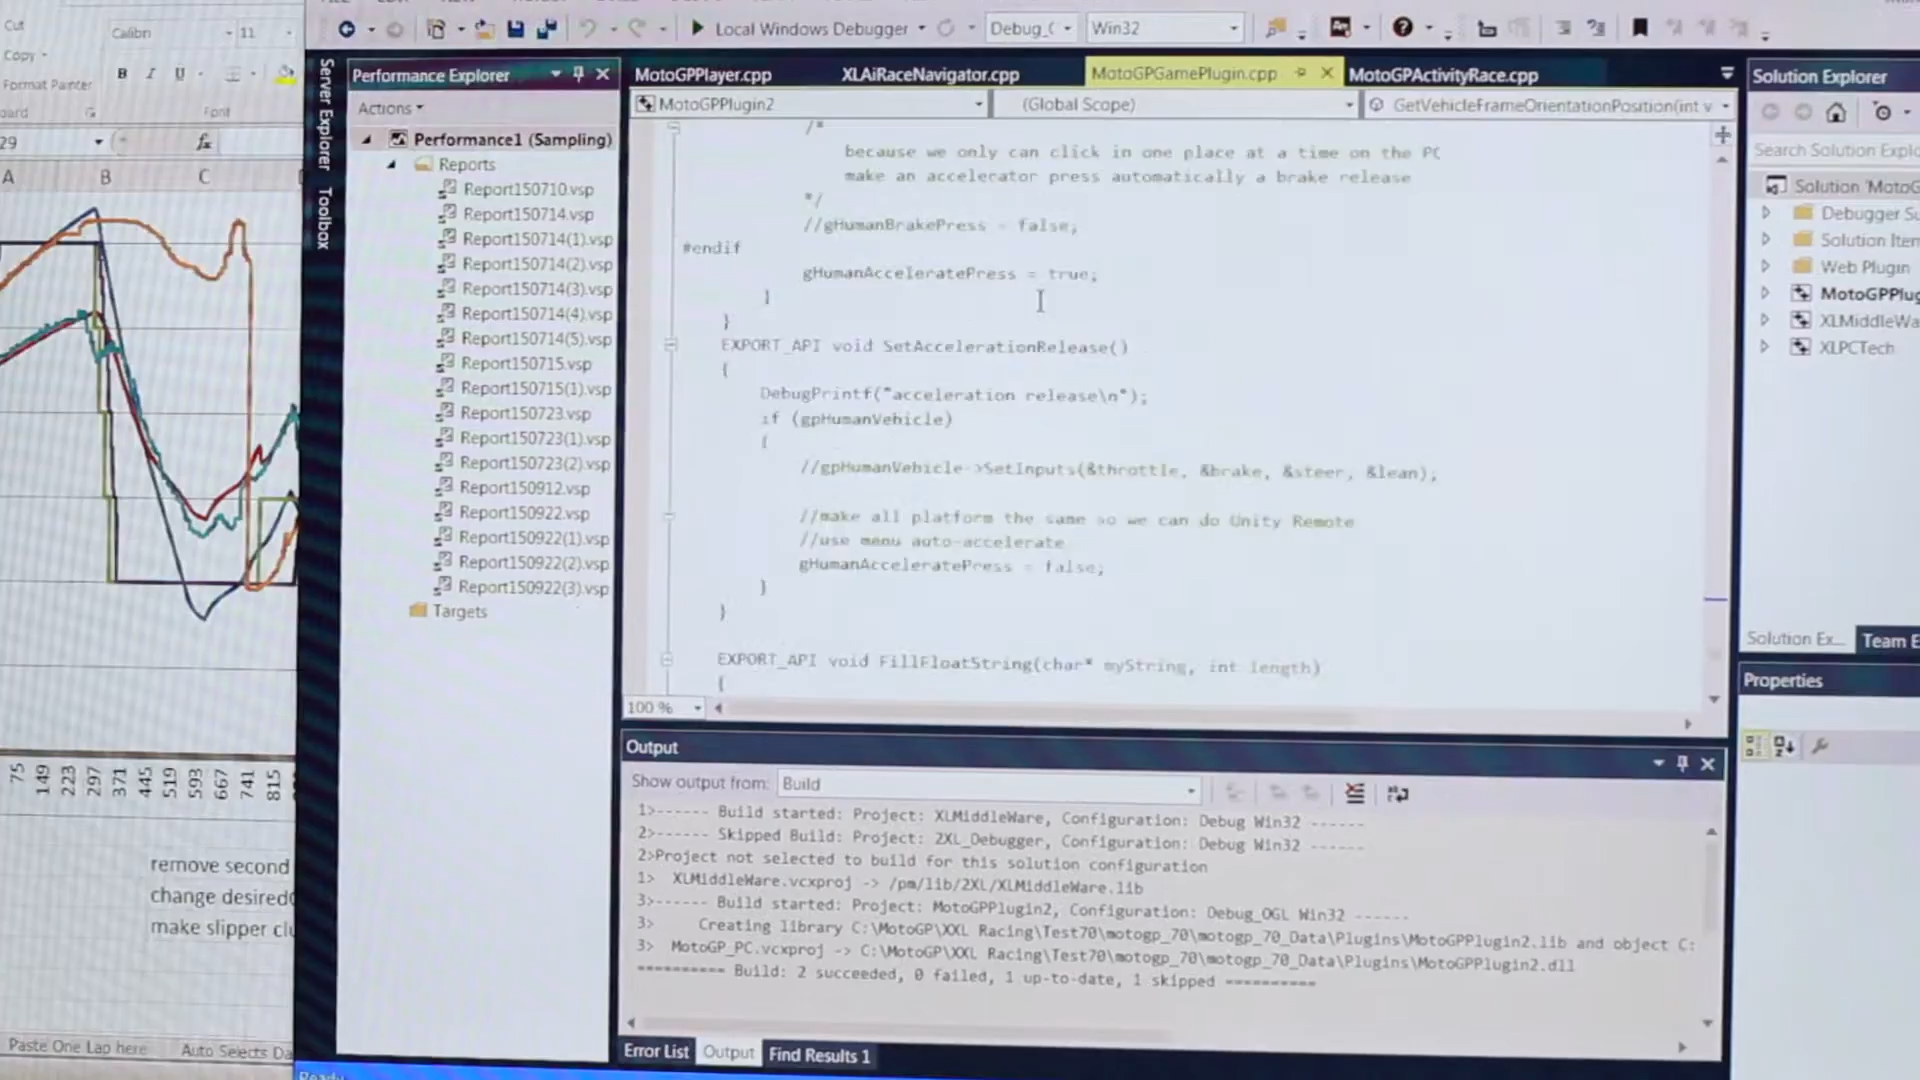 Cut
Copy
Format Painter
Calibri
11
B I U
Font
29
fx
A B C
75 149 223 297 371 445 519 593 667 741 815
remove second
change desired
make slipper clu
Paste One Lap here
Auto Selects Da
Ready
Local Windows Debugger
Debug_(
Win32
Server Explorer
Toolbox
Performance Explorer
Actions
Performance1 (Sampling)
Reports
Report150710.vsp
Report150714.vsp
Report150714(1).vsp
Report150714(2).vsp
Report150714(3).vsp
Report150714(4).vsp
Report150714(5).vsp
Report150715.vsp
Report150715(1).vsp
Report150723.vsp
Report150723(1).vsp
Report150723(2).vsp
Report150912.vsp
Report150922.vsp
Report150922(1).vsp
Report150922(2).vsp
Report150922(3).vsp
Targets
MotoGPPlayer.cpp
XLAiRaceNavigator.cpp
MotoGPGamePlugin.cpp
MotoGPActivityRace.cpp
MotoGPPlugin2
(Global Scope)
GetVehicleFrameOrientationPosition(int v
/*
because we only can click in one place at a time on the PC
make an accelerator press automatically a brake release
*/
//gHumanBrakePress = false;
#endif
gHumanAcceleratePress = true;
}
}
EXPORT_API void SetAccelerationRelease()
{
DebugPrintf("acceleration release\n");
if (gpHumanVehicle)
{
//gpHumanVehicle->SetInputs(&throttle, &brake, &steer, &lean);
//make all platform the same so we can do Unity Remote
//use menu auto-accelerate
gHumanAcceleratePress = false;
}
}
EXPORT_API void FillFloatString(char* myString, int length)
{
100 %
Output
Show output from: Build
1>------ Build started: Project: XLMiddleWare, Configuration: Debug Win32 ------
2>------ Skipped Build: Project: 2XL_Debugger, Configuration: Debug Win32 ------
2>Project not selected to build for this solution configuration
1> XLMiddleWare.vcxproj -> /pm/lib/2XL/XLMiddleWare.lib
3>------ Build started: Project: MotoGPPlugin2, Configuration: Debug_OGL Win32 ------
3> Creating library C:\MotoGP\XXL Racing\Test70\motogp_70\motogp_70_Data\Plugins\MotoGPPlugin2.lib and object C:
3> MotoGP_PC.vcxproj -> C:\MotoGP\XXL Racing\Test70\motogp_70\motogp_70_Data\Plugins\MotoGPPlugin2.dll
========== Build: 2 succeeded, 0 failed, 1 up-to-date, 1 skipped ==========
Error List
Output
Find Results 1
Solution Explorer
Search Solution Explo
Solution 'MotoG
Debugger Su
Solution Item
Web Plugin
MotoGPPlug
XLMiddleWa
XLPCTech
Solution Ex...
Team E
Properties